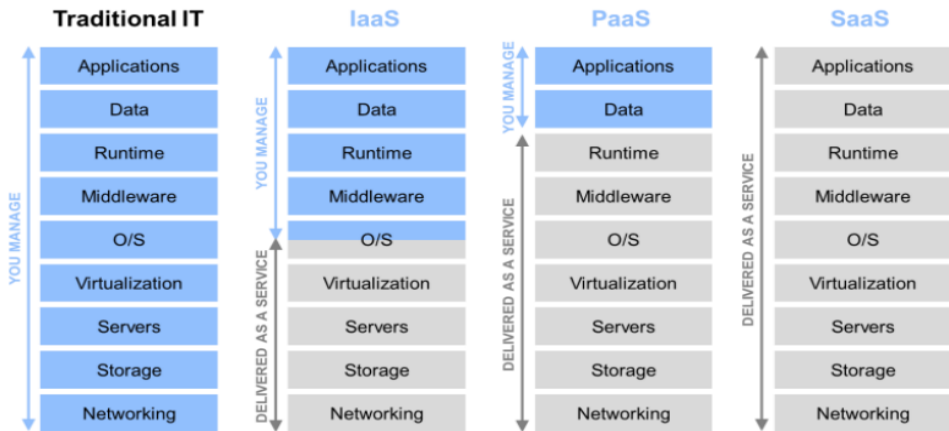 Traditional IT
IaaS
PaaS
SaaS
YOU MANAGE
Applications
Data
Runtime
Middleware
O/S
Virtualization
Servers
Storage
Networking
YOU MANAGE
DELIVERED AS A SERVICE
Applications
Data
Runtime
Middleware
O/S
Virtualization
Servers
Storage
Networking
YOU MANAGE
DELIVERED AS A SERVICE
Applications
Data
Runtime
Middleware
O/S
Virtualization
Servers
Storage
Networking
DELIVERED AS A SERVICE
Applications
Data
Runtime
Middleware
O/S
Virtualization
Servers
Storage
Networking